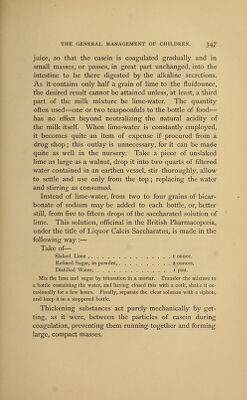 THE GENERAL MANAGEMENT OF CHILDREN. 347
juice, so that the casein is coagulated gradually and in
small masses, or passes, in great part unchanged, into the
intestine to be there digested by the alkaline secretions.
As it contains only half a grain of lime to the fluidounce,
the desired result cannot be attained unless, at least, a third
part of the milk mixture be lime-water. The quantity
often used—one or two teaspoonfuls to the bottle of food—
has no effect beyond neutralizing the natural acidity of
the milk itself. When lime-water is constantly employed,
it becomes quite an item of expense if procured from a
drug shop; this outlay is unnecessary, for it can be made
quite as well in the nursery. Take a piece of unslaked
lime as large as a walnut, drop it into two quarts of filtered
water contained in an earthen vessel, stir thoroughly, allow
to settle and use only from the top; replacing the water
and stirring as consumed.
Instead of lime-water, from two to four grains of bicar-
bonate of sodium may be added to each bottle, or, better
still, from five to fifteen drops of the saccharated solution of
lime. This solution, officinal in the British Pharmacopœia,
under the title of Liquor Calcis Saccharatus, is made in the
following way :—
Take of—
Slaked Lime, . . . . . . . . . . . . . 1 ounce.
Refined Sugar, in powder, . . . . . . . . . 2 ounces.
Distilled Water, . . . . . . . . . . . . 1 pint.
Mix the lime and sugar by trituration in a mortar. Transfer the mixture to
a bottle containing the water, and having closed this with a cork, shake it oc-
casionally for a few hours. Finally, separate the clear solution with a siphon,
and keep it in a stoppered bottle.
Thickening substances act purely mechanically by get-
ting, as it were, between the particles of casein during
coagulation, preventing them running together and forming
large, compact masses.